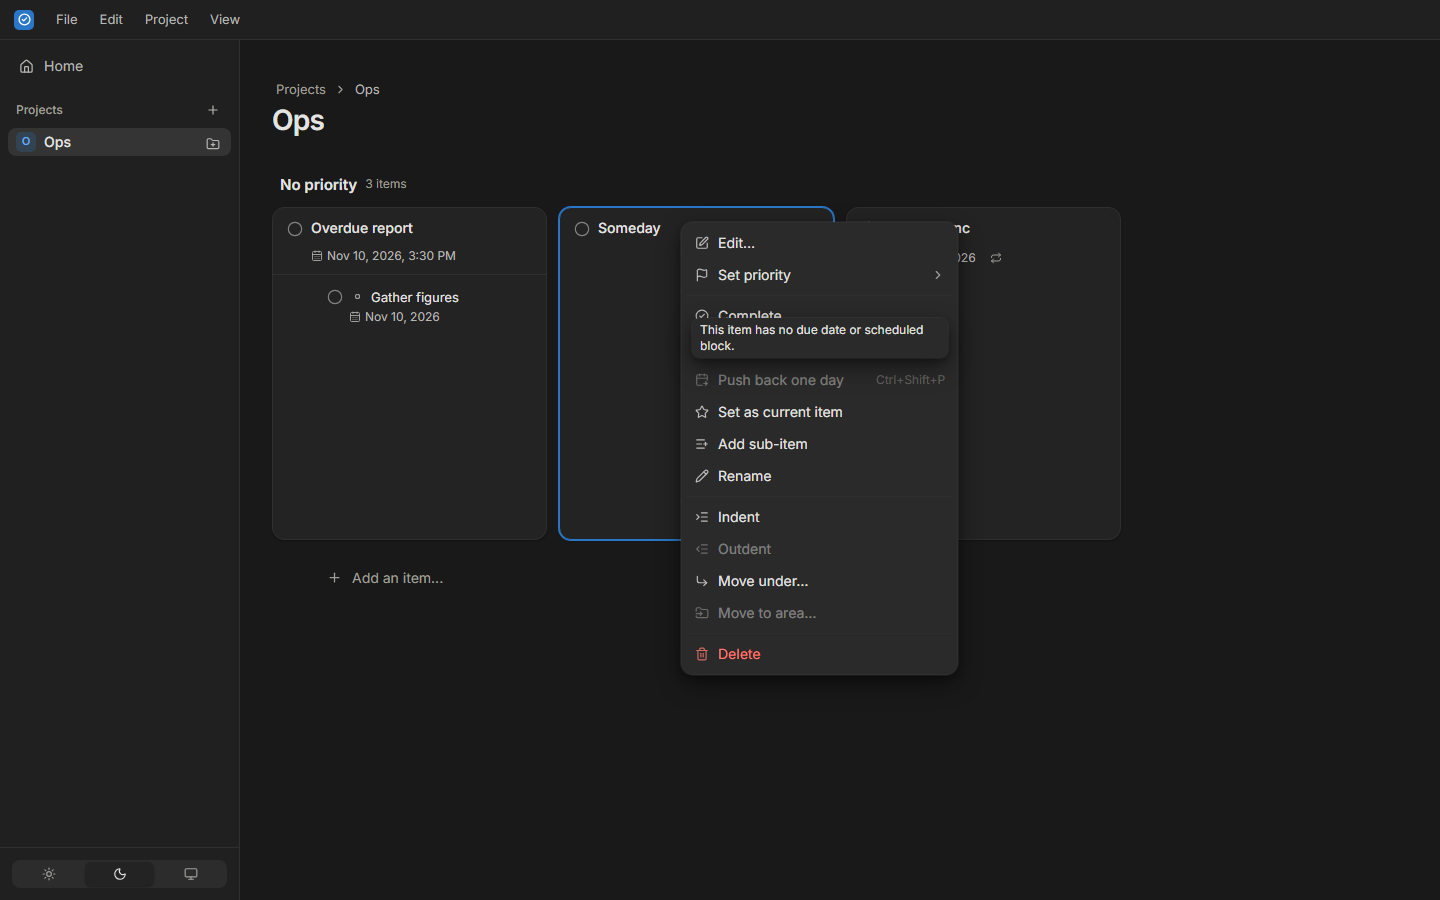 File Edit Project View
Home
Projects
O Ops
Projects > Ops
Ops
No priority 3 items
Overdue report
Nov 10, 2026, 3:30 PM
Gather figures
Nov 10, 2026
Someday
Edit...
Set priority
Complete
This item has no due date or scheduled
block.
Push back one day Ctrl+Shift+P
Set as current item
Add sub-item
Rename
Indent
Outdent
Move under...
Move to area...
Delete
Add an item...